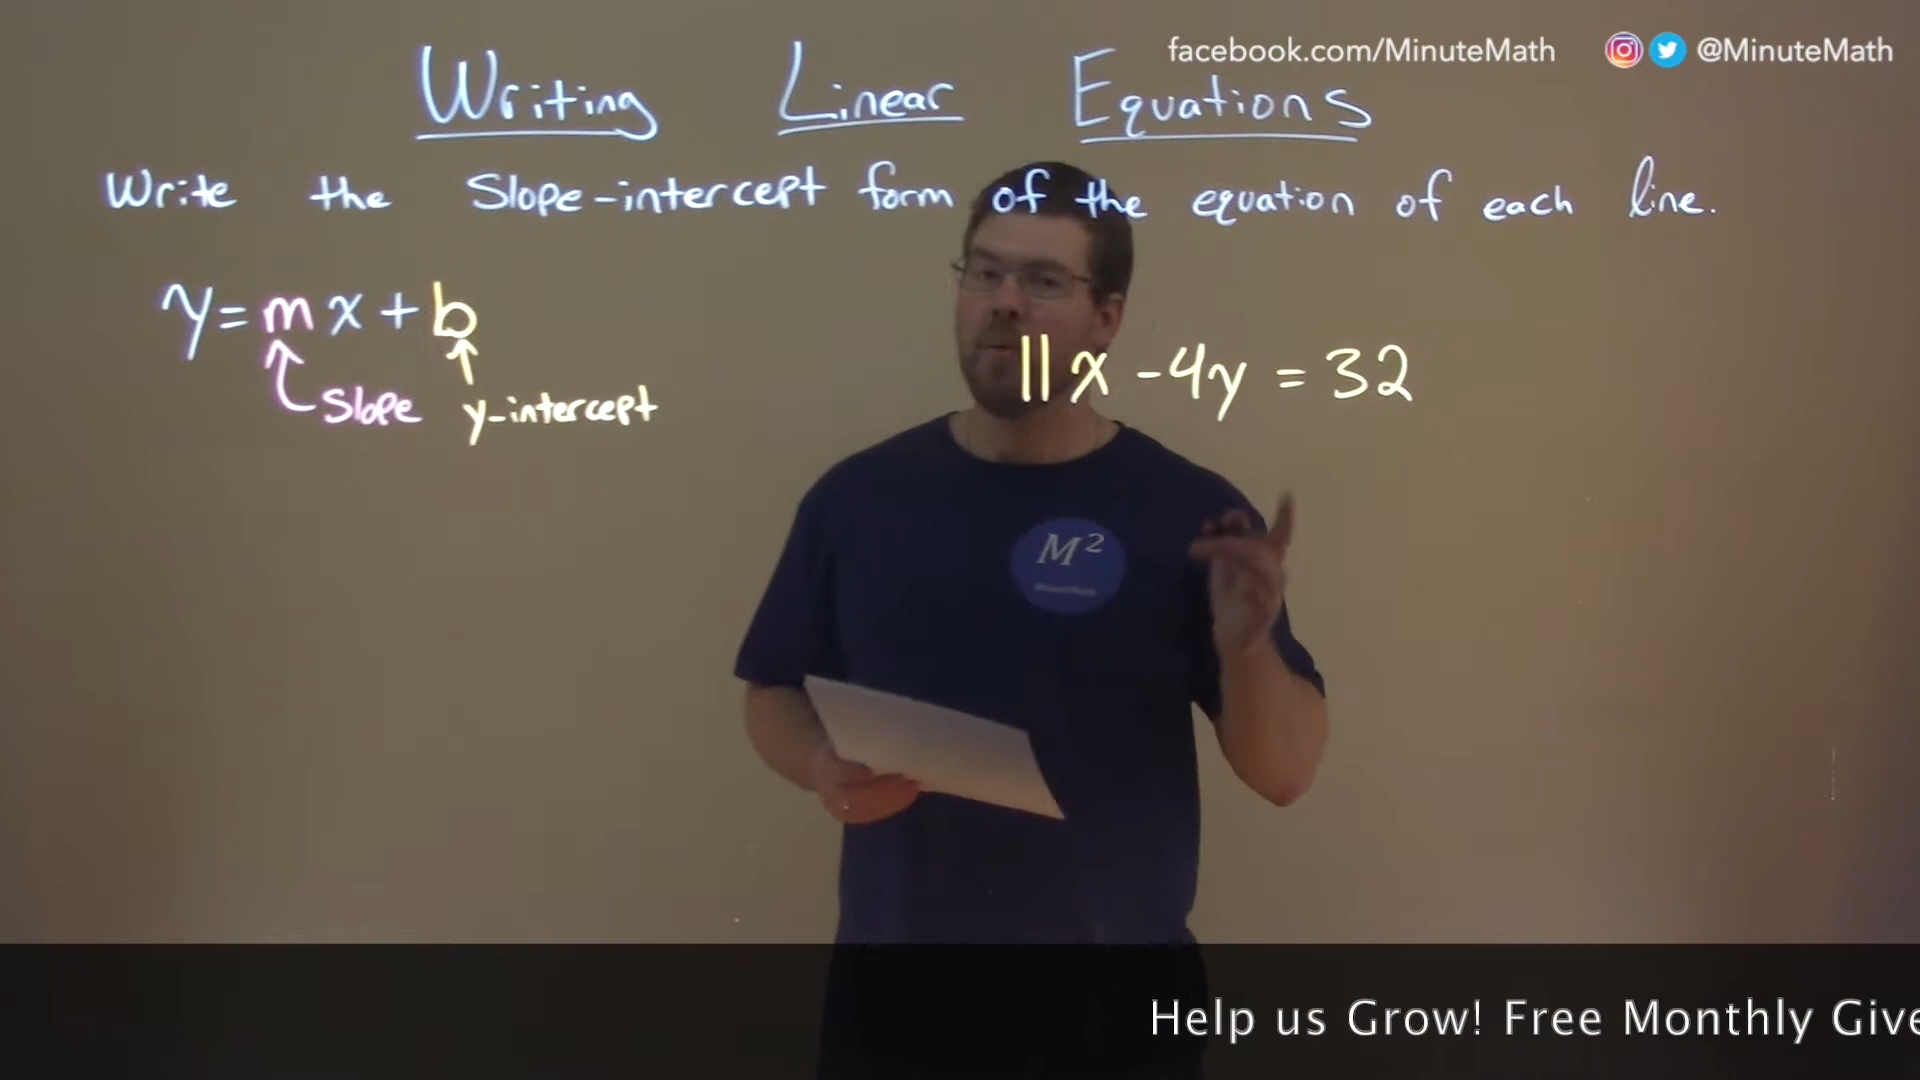 facebook.com/MinuteMath @MinuteMath
Writing Linear Equations
Write the Slope-intercept form of the equation of each line.
y=mx+b
Slope y-intercept
11x-4y=32
M²
Help us Grow! Free Monthly Give